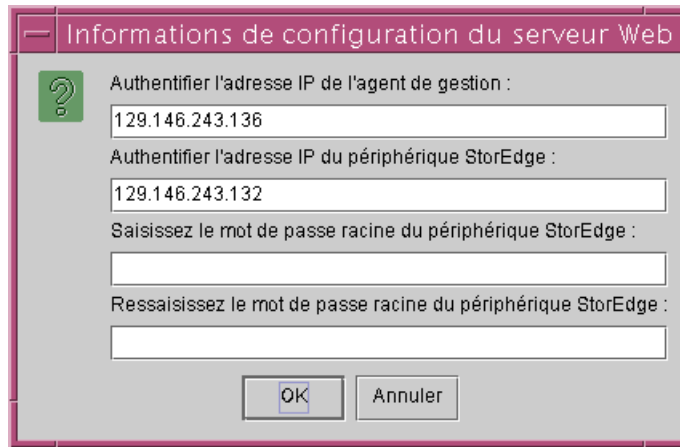 Informations de configuration du serveur Web
Authentifier l'adresse IP de l'agent de gestion :
129.146.243.136
Authentifier l'adresse IP du périphérique StorEdge :
129.146.243.132
Saisissez le mot de passe racine du périphérique StorEdge :
Ressaisissez le mot de passe racine du périphérique StorEdge :
OK
Annuler